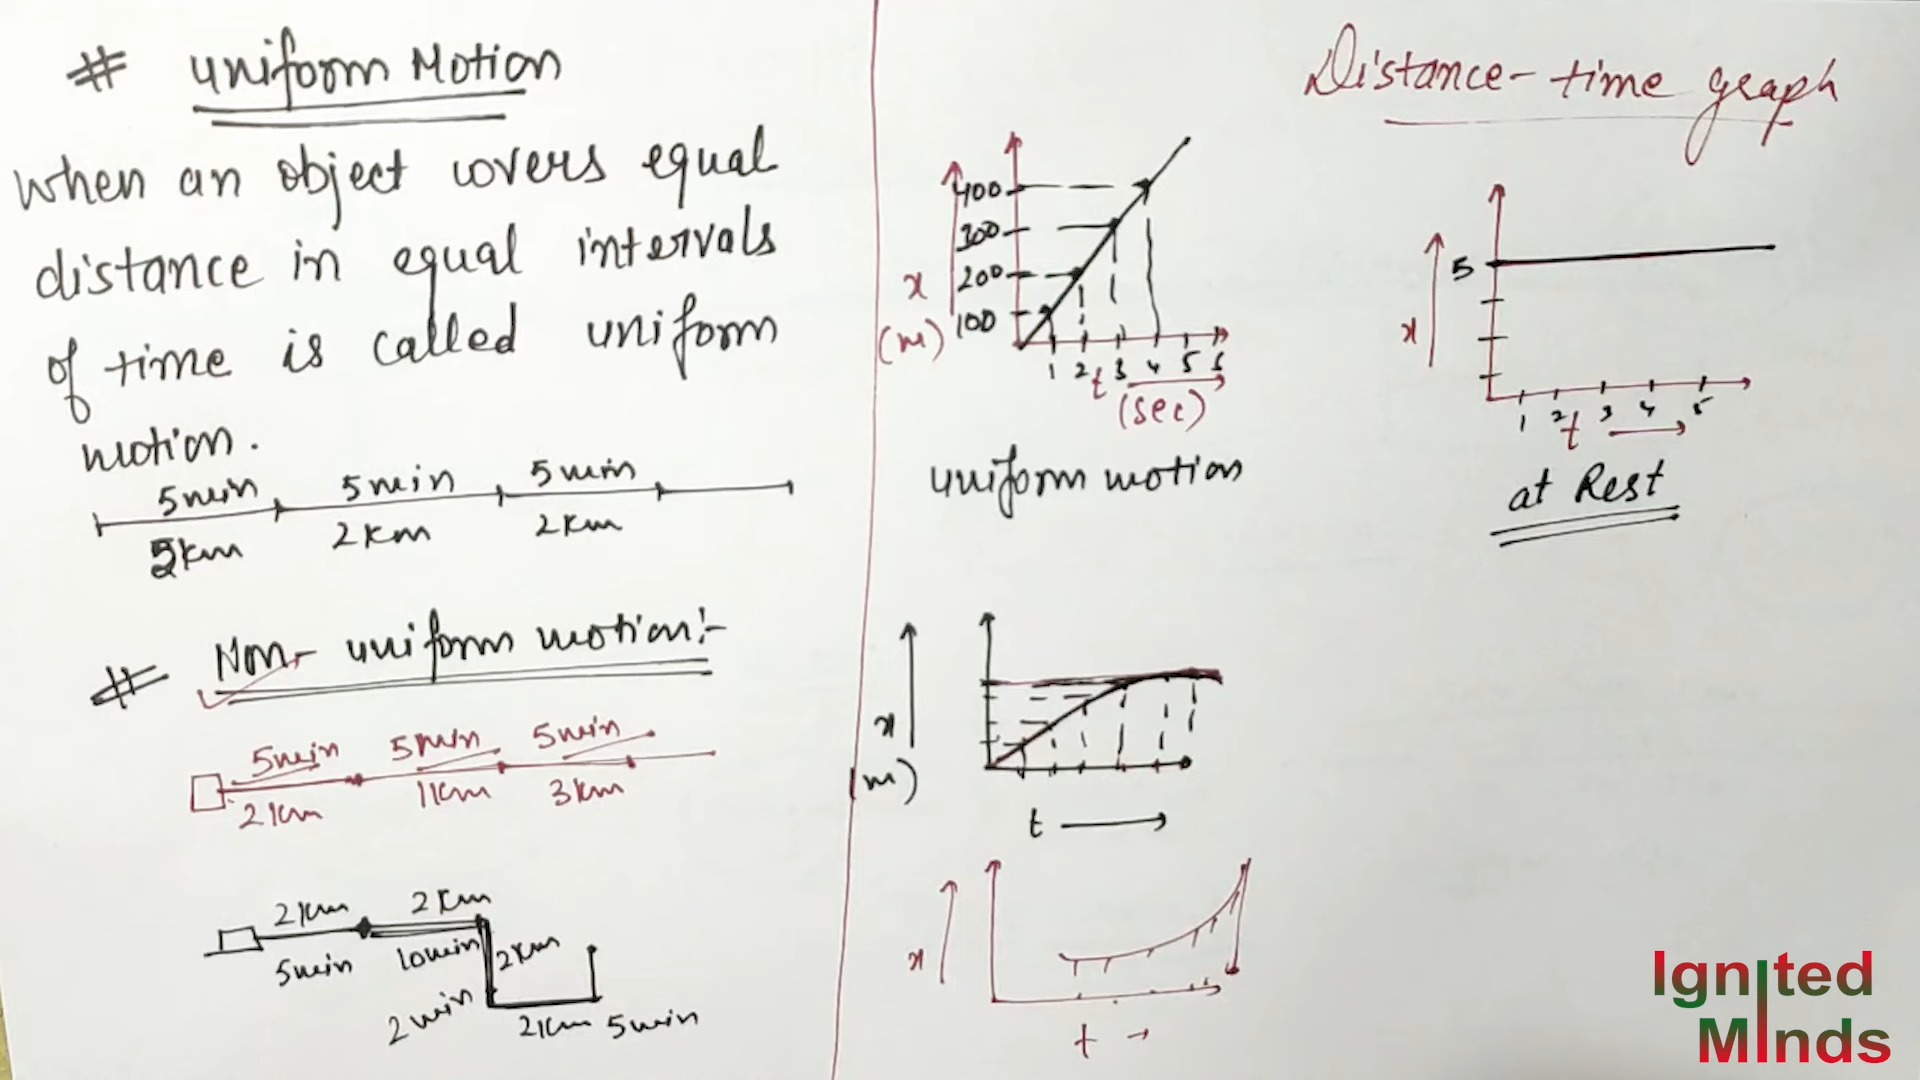 # Uniform Motion
When an object covers equal
distance in equal intervals
of time is called uniform
motion.
5min 5min 5min
2km 2km
# Non-uniform motion:-
5min 5min 5min
2km 1km 3km
2km 2km
5min 10min 2km
2min
2km 5min
Distance-time graph
400
300
200
100
x
(m)
1 2 3 4 5 6
t
(sec)
uniform motion
5
x
1 2 3 4 5
t
at Rest
x
(m)
t
x
t
Ignited
Minds